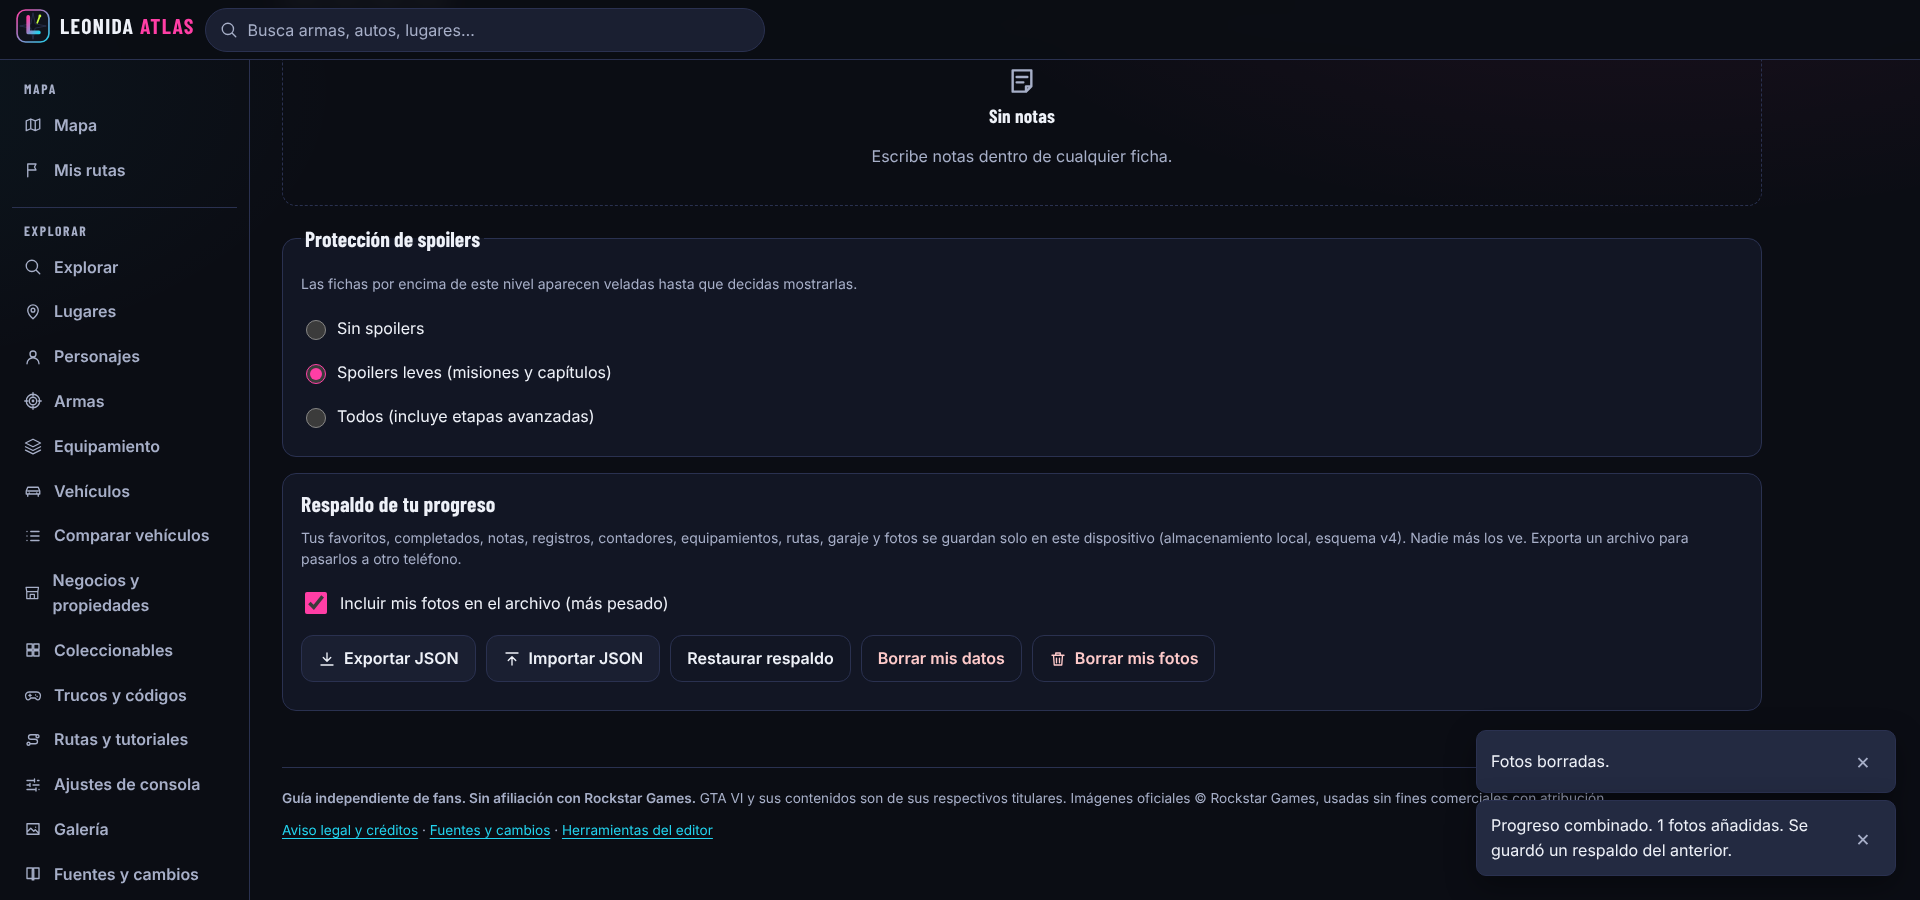 LEONIDA ATLAS
Busca armas, autos, lugares...
MAPA
Mapa
Mis rutas
EXPLORAR
Explorar
Lugares
Personajes
Armas
Equipamiento
Vehículos
Comparar vehículos
Negocios y
propiedades
Coleccionables
Trucos y códigos
Rutas y tutoriales
Ajustes de consola
Galería
Fuentes y cambios
Sin notas
Escribe notas dentro de cualquier ficha.
Protección de spoilers
Las fichas por encima de este nivel aparecen veladas hasta que decidas mostrarlas.
Sin spoilers
Spoilers leves (misiones y capítulos)
Todos (incluye etapas avanzadas)
Respaldo de tu progreso
Tus favoritos, completados, notas, registros, contadores, equipamientos, rutas, garaje y fotos se guardan solo en este dispositivo (almacenamiento local, esquema v4). Nadie más los ve. Exporta un archivo para
pasarlos a otro teléfono.
Incluir mis fotos en el archivo (más pesado)
Exportar JSON
Importar JSON
Restaurar respaldo
Borrar mis datos
Borrar mis fotos
Guía independiente de fans. Sin afiliación con Rockstar Games. GTA VI y sus contenidos son de sus respectivos titulares. Imágenes oficiales © Rockstar Games, usadas sin fines comerciales con atribución.
Aviso legal y créditos · Fuentes y cambios · Herramientas del editor
Fotos borradas.
Progreso combinado. 1 fotos añadidas. Se
guardó un respaldo del anterior.